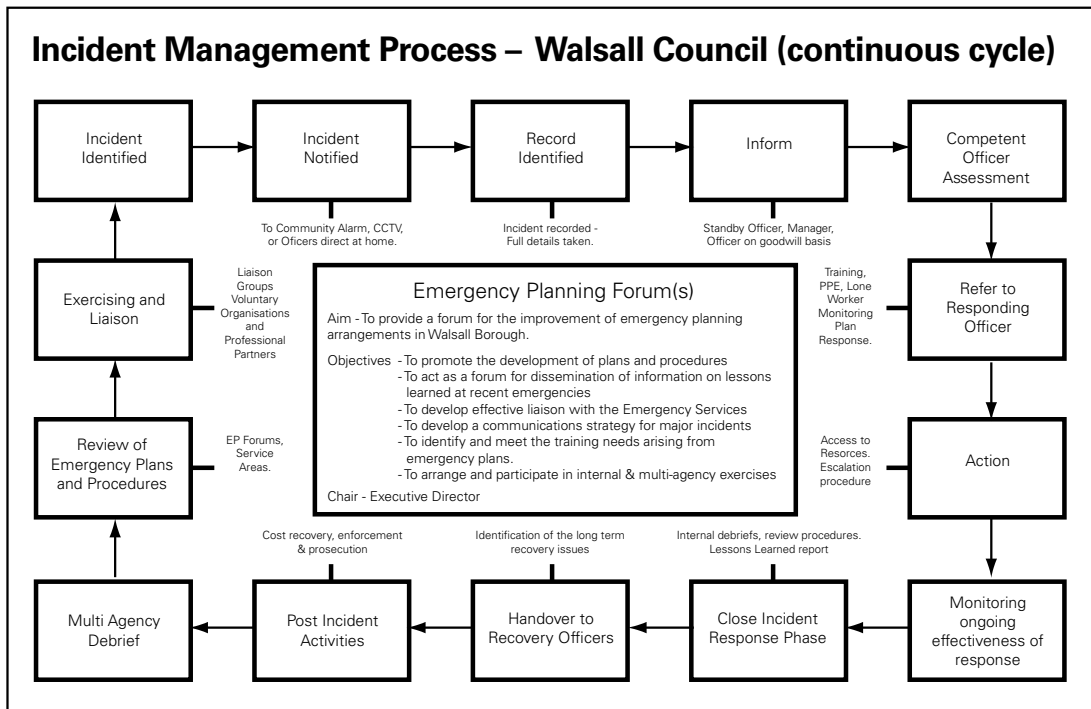 Incident Management Process – Walsall Council (continuous cycle)
Incident
Identified
Incident
Notified
Record
Identified
Inform
Competent
Officer
Assessment
To Community Alarm, CCTV,
or Oficers direct at home.
Incident recorded -
Full details taken.
Standby Officer, Manager,
Officer on goodwill basis
Exercising and
Liaison
Liaison
Groups
Voluntary
Organisations
and
Professional
Partners
Emergency Planning Forum(s)
Aim - To provide a forum for the improvement of emergency planning
arrangements in Walsall Borough.
Objectives - To promote the development of plans and procedures
- To act as a forum for dissemination of information on lessons
learned at recent emergencies
- To develop effective liaison with the Emergency Services
- To develop a communications strategy for major incidents
- To identify and meet the training needs arising from
emergency plans.
- To arrange and participate in internal & multi-agency exercises
Chair - Executive Director
Training,
PPE, Lone
Worker
Monitoring
Plan
Response.
Refer to
Responding
Officer
Review of
Emergency Plans
and Procedures
EP Forums,
Service
Areas.
Access to
Resorces.
Escalation
procedure
Action
Cost recovery, enforcement
& prosecution
Identification of the long term
recovery issues
Internal debriefs, review procedures.
Lessons Learned report
Multi Agency
Debrief
Post Incident
Activities
Handover to
Recovery Officers
Close Incident
Response Phase
Monitoring
ongoing
effectiveness of
response